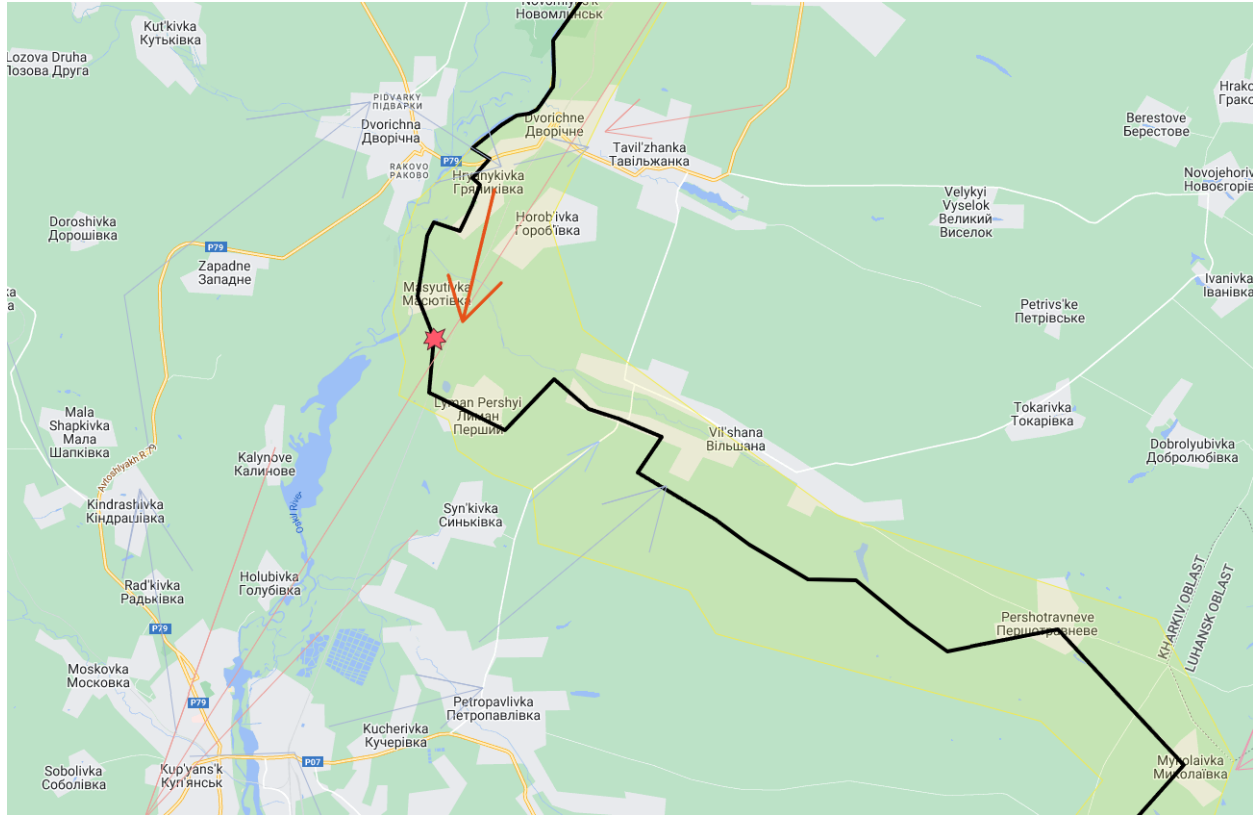 Новомлинськ
Kut'kivka
Кутьківка
Lozova Druha
Лозова Друга
PIDVARKY
ПІДВАРКИ
Dvorichna
Дворічна
Dvorichne
Дворічне
Tavil'zhanka
Тавільжанка
Berestove
Берестове
P79
RAKOVO
РАКОВО
Hryanykivka
Гряниківка
Velykyi
Vyselok
Великий
Виселок
Horob'ivka
Гороб'ївка
Doroshivka
Дорошівка
P79
Zapadne
Западне
Masyutivka
Масютівка
Ivanivka
Іванівка
Petrivs'ke
Петрівське
Lyman Pershyi
Лиман
Перший
Mala
Shapkivka
Мала
Шапківка
Tokarivka
Токарівка
Vil'shana
Вільшана
Dobrolyubivka
Добролюбівка
Kalynove
Калинове
Avtoshlyakh R 79
Kindrashivka
Кіндрашівка
Oskil River
Syn'kivka
Синьківка
Rad'kivka
Радьківка
Holubivka
Голубівка
P79
Pershotravneve
Першотравневе
KHARKIV OBLAST
LUHANSK OBLAST
Moskovka
Московка
P79
Petropavlivka
Петропавлівка
Kucherivka
Кучерівка
P07
Sobolivka
Соболівка
Kup'yans'k
Куп'янськ
Mykolaivka
Миколаївка